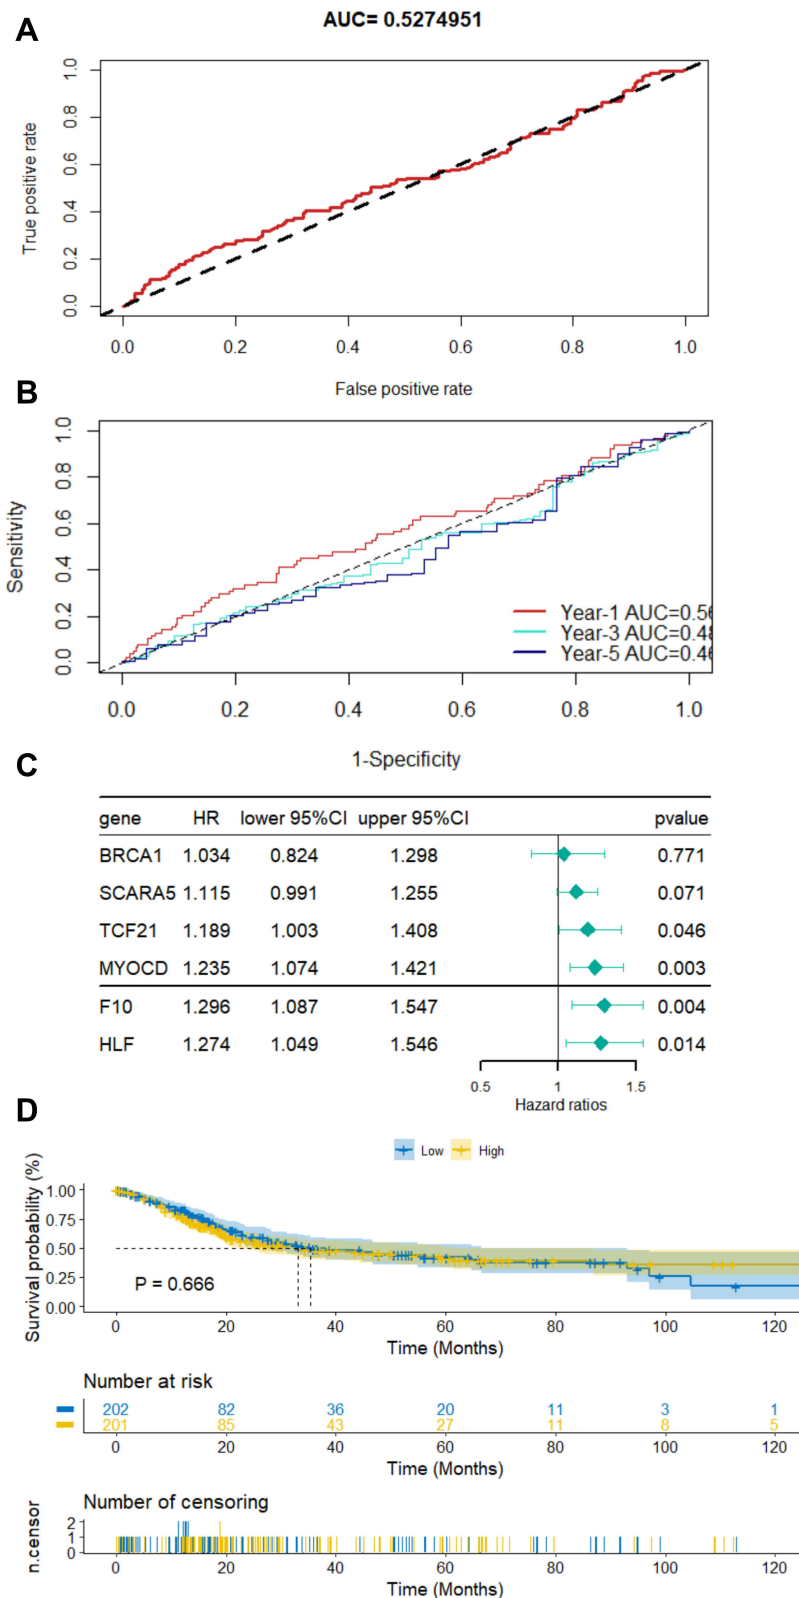 A
AUC= 0.5274951
True positive rate
1.0
0.8
0.6
0.4
0.2
0.0
0.0 0.2 0.4 0.6 0.8 1.0
False positive rate
B
Sensitivity
1.0
0.8
0.6
0.4
0.2
0.0
Year-1 AUC=0.56
Year-3 AUC=0.48
Year-5 AUC=0.46
0.0 0.2 0.4 0.6 0.8 1.0
1-Specificity
C
gene HR lower 95%CI upper 95%CI pvalue
BRCA1 1.034 0.824 1.298 0.771
SCARA5 1.115 0.991 1.255 0.071
TCF21 1.189 1.003 1.408 0.046
MYOCD 1.235 1.074 1.421 0.003
F10 1.296 1.087 1.547 0.004
HLF 1.274 1.049 1.546 0.014
0.5 1 1.5
Hazard ratios
D
Low High
Survival probability (%)
1.00
0.75
0.50
0.25
0.00
P = 0.666
0 20 40 60 80 100 120
Time (Months)
Number at risk
202 82 36 20 11 3 1
201 85 43 27 11 8 5
0 20 40 60 80 100 120
Time (Months)
Number of censoring
n.censor
2
1
0
0 20 40 60 80 100 120
Time (Months)